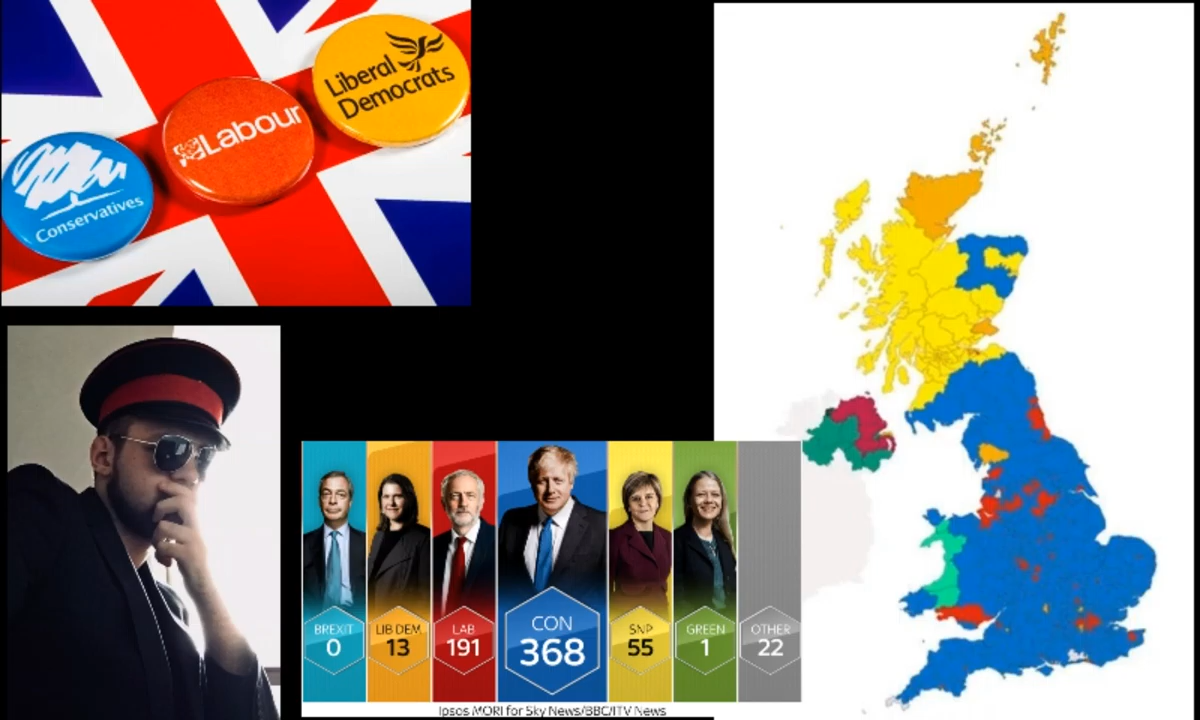 Liberal
Democrats
Labour
Conservatives
BREXIT
0
LIB DEM
13
LAB
191
CON
368
SNP
55
GREEN
1
OTHER
22
Ipsos MORI for Sky News/BBC/ITV News